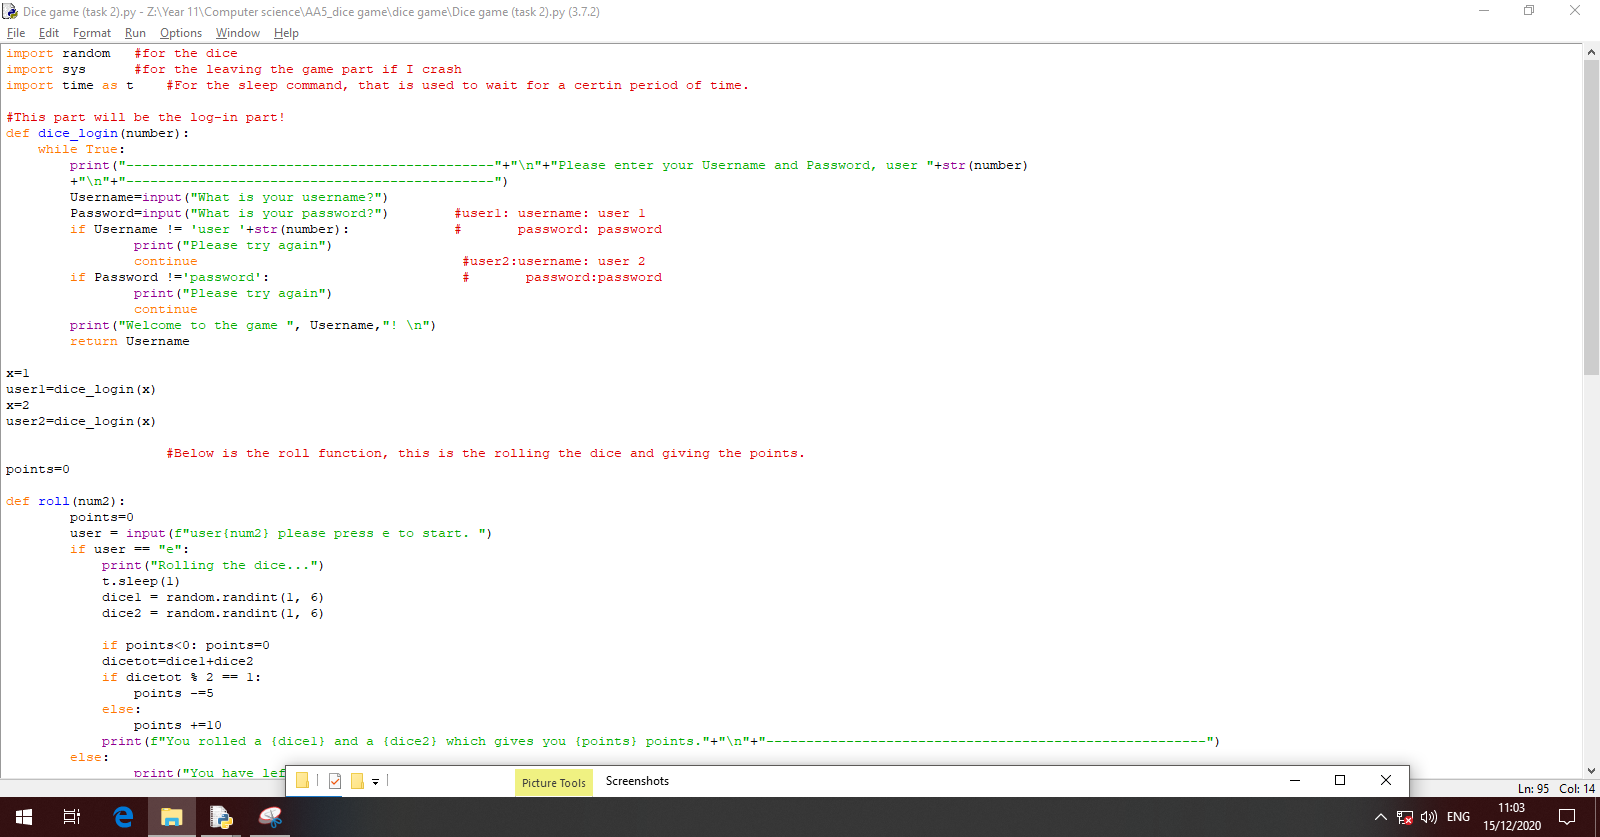 Dice game (task 2).py - Z:\Year 11\Computer science\AA5_dice game\dice game\Dice game (task 2).py (3.7.2)
File Edit Format Run Options Window Help
import random   #for the dice
import sys      #for the leaving the game part if I crash
import time as t    #For the sleep command, that is used to wait for a certin period of time.
#This part will be the log-in part!
def dice_login(number):
    while True:
        print("----------------------------------------------"+"\n"+"Please enter your Username and Password, user "+str(number)
        +"\n"+"----------------------------------------------")
        Username=input("What is your username?")
        Password=input("What is your password?")        #user1: username: user 1
        if Username != 'user '+str(number):             #       password: password
                print("Please try again")
                continue                                 #user2:username: user 2
        if Password !='password':                        #       password:password
                print("Please try again")
                continue
        print("Welcome to the game ", Username,"! \n")
        return Username
x=1
user1=dice_login(x)
x=2
user2=dice_login(x)
                    #Below is the roll function, this is the rolling the dice and giving the points.
points=0
def roll(num2):
        points=0
        user = input(f"user{num2} please press e to start. ")
        if user == "e":
            print("Rolling the dice...")
            t.sleep(1)
            dice1 = random.randint(1, 6)
            dice2 = random.randint(1, 6)
            if points<0: points=0
            dicetot=dice1+dice2
            if dicetot % 2 == 1:
                points -=5
            else:
                points +=10
            print(f"You rolled a {dice1} and a {dice2} which gives you {points} points."+"\n"+"-------------------------------------------------------")
        else:
                print("You have lef
Picture Tools Screenshots
Ln: 95 Col: 14
ENG
11:03
15/12/2020